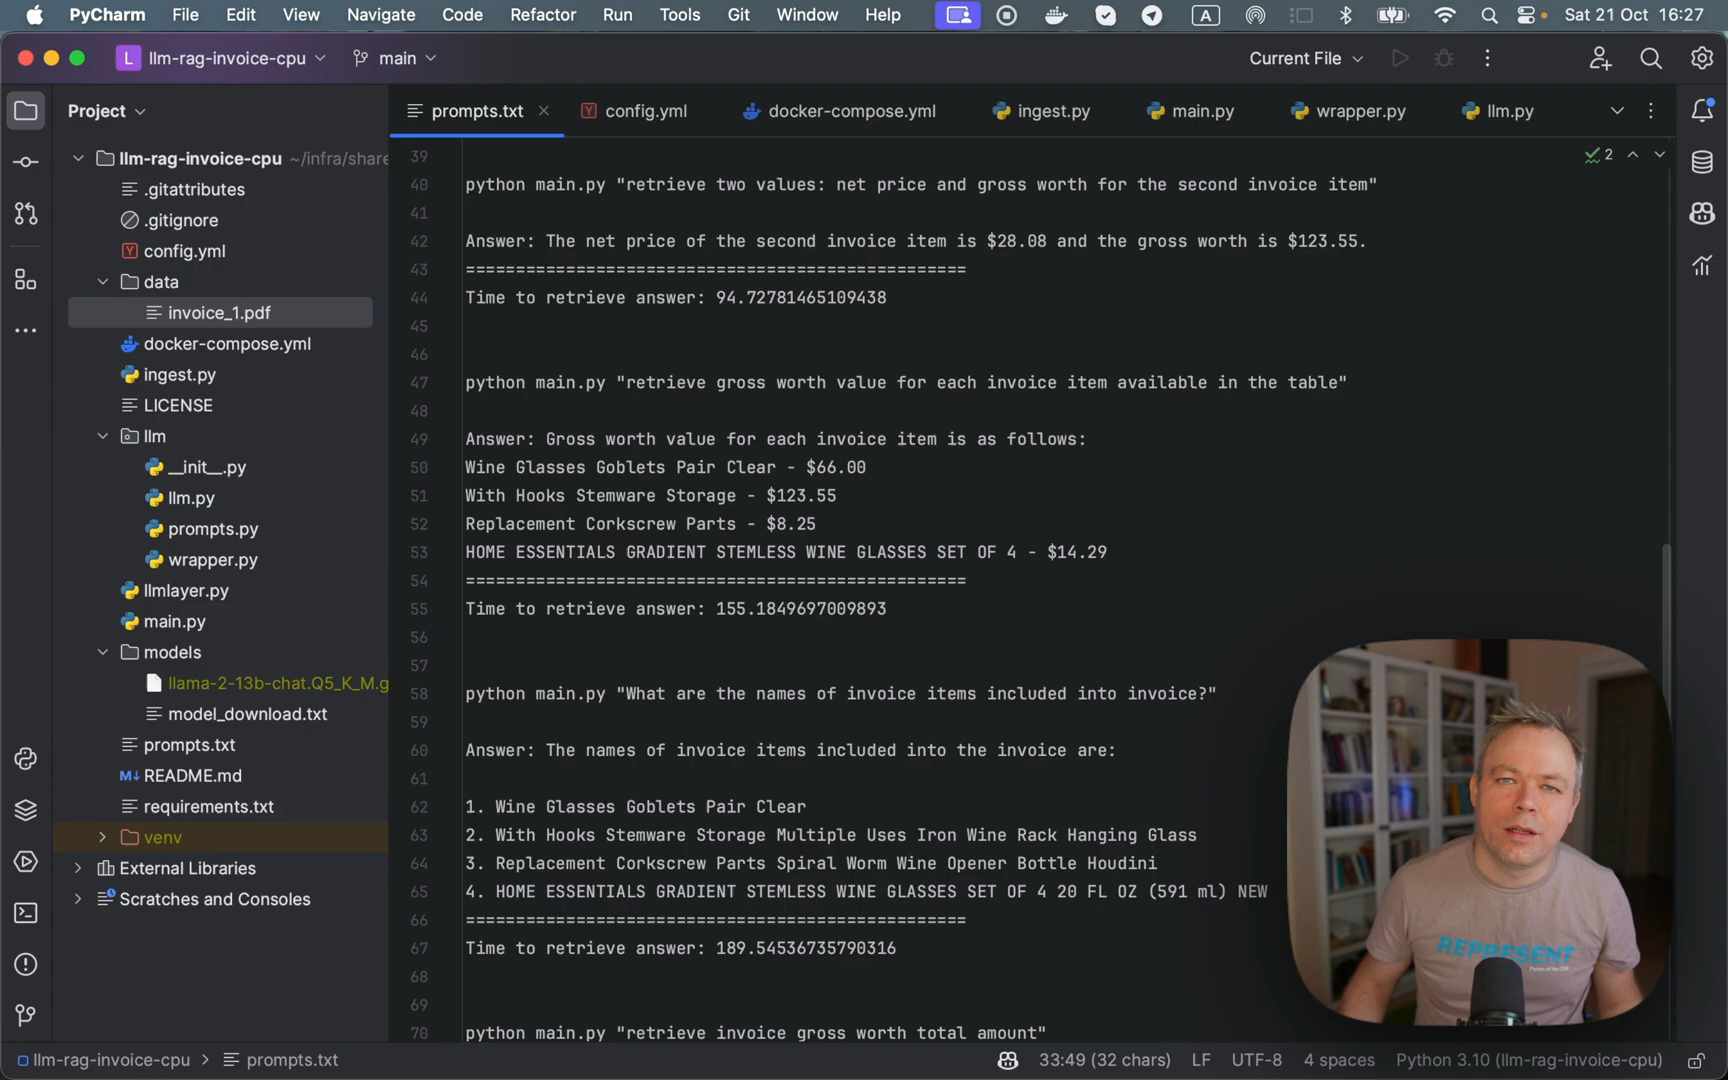 PyCharm File Edit View Navigate Code Refactor Run Tools Git Window Help A Sat 21 Oct 16:27
L llm-rag-invoice-cpu main Current File
Project
prompts.txt config.yml docker-compose.yml ingest.py main.py wrapper.py llm.py
llm-rag-invoice-cpu ~/infra/share
.gitattributes
.gitignore
config.yml
data
invoice_1.pdf
docker-compose.yml
ingest.py
LICENSE
llm
__init__.py
llm.py
prompts.py
wrapper.py
llmlayer.py
main.py
models
llama-2-13b-chat.Q5_K_M.g
model_download.txt
prompts.txt
README.md
requirements.txt
venv
External Libraries
Scratches and Consoles
2
39
40 python main.py "retrieve two values: net price and gross worth for the second invoice item"
41
42 Answer: The net price of the second invoice item is $28.08 and the gross worth is $123.55.
43 ==================================================
44 Time to retrieve answer: 94.72781465109438
45
46
47 python main.py "retrieve gross worth value for each invoice item available in the table"
48
49 Answer: Gross worth value for each invoice item is as follows:
50 Wine Glasses Goblets Pair Clear - $66.00
51 With Hooks Stemware Storage - $123.55
52 Replacement Corkscrew Parts - $8.25
53 HOME ESSENTIALS GRADIENT STEMLESS WINE GLASSES SET OF 4 - $14.29
54 ==================================================
55 Time to retrieve answer: 155.1849697009893
56
57
58 python main.py "What are the names of invoice items included into invoice?"
59
60 Answer: The names of invoice items included into the invoice are:
61
62 1. Wine Glasses Goblets Pair Clear
63 2. With Hooks Stemware Storage Multiple Uses Iron Wine Rack Hanging Glass
64 3. Replacement Corkscrew Parts Spiral Worm Wine Opener Bottle Houdini
65 4. HOME ESSENTIALS GRADIENT STEMLESS WINE GLASSES SET OF 4 20 FL OZ (591 ml) NEW
66 ==================================================
67 Time to retrieve answer: 189.54536735790316
68
69
70 python main.py "retrieve invoice gross worth total amount"
REPRESENT
llm-rag-invoice-cpu > prompts.txt 33:49 (32 chars) LF UTF-8 4 spaces Python 3.10 (llm-rag-invoice-cpu)